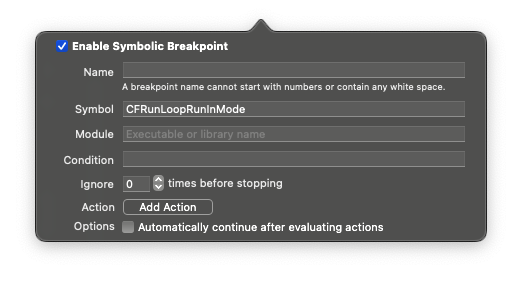 Enable Symbolic Breakpoint
Name
A breakpoint name cannot start with numbers or contain any white space.
Symbol CFRunLoopRunInMode
Module Executable or library name
Condition
Ignore 0 times before stopping
Action Add Action
Options Automatically continue after evaluating actions